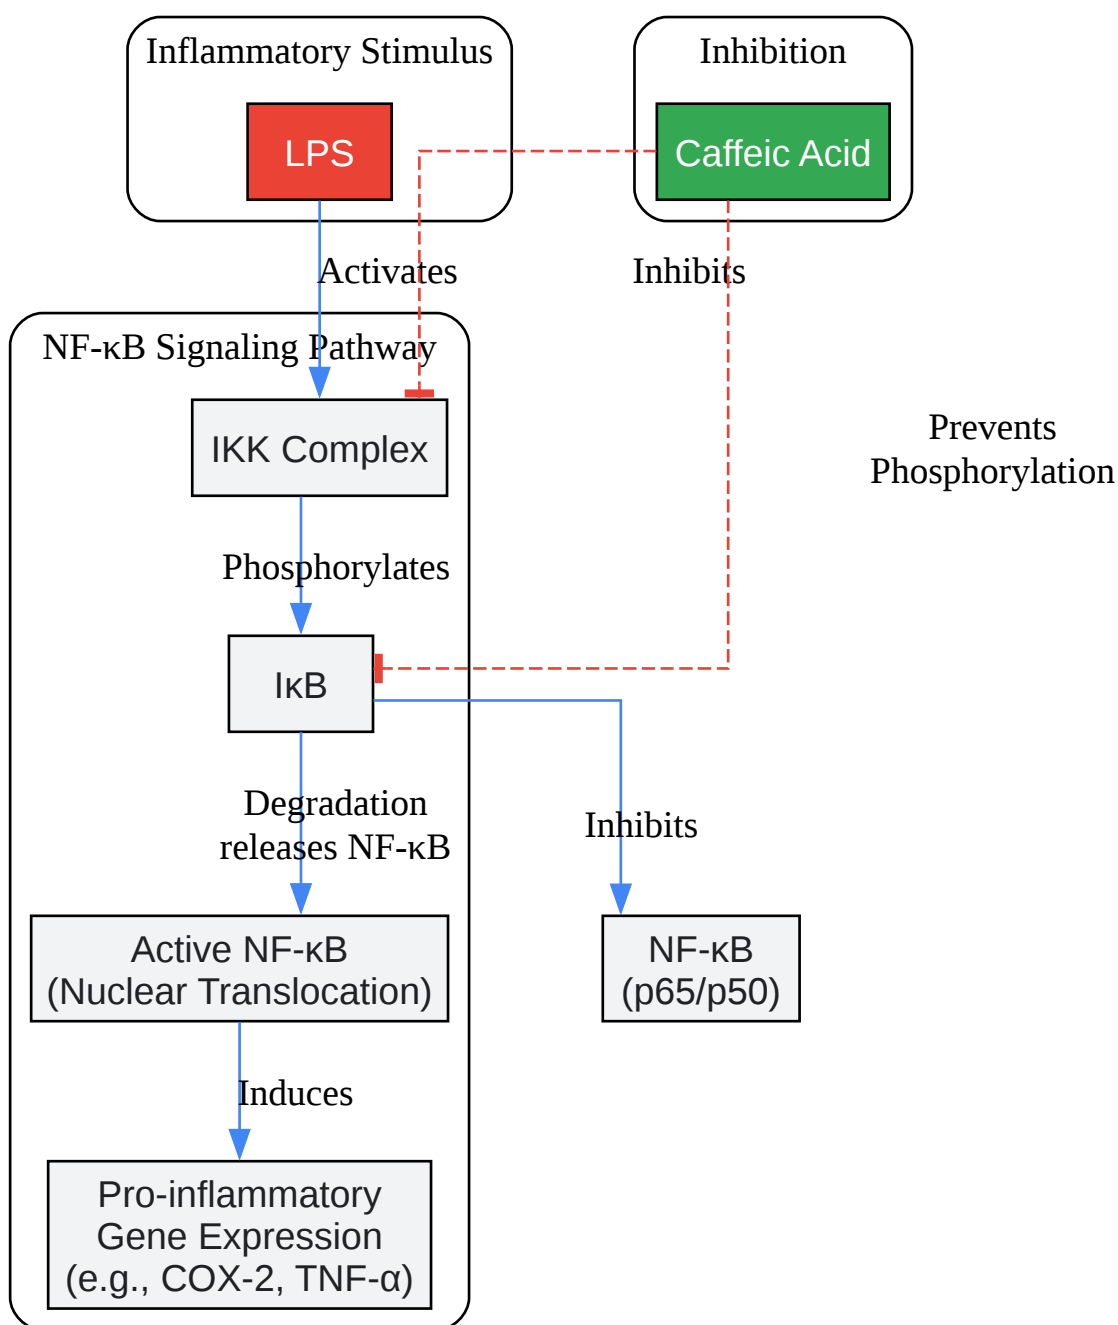 Inflammatory Stimulus
Inhibition
LPS
Caffeic Acid
Activates
Inhibits
NF-κB Signaling Pathway
Prevents
Phosphorylation
IKK Complex
Phosphorylates
IκB
Degradation
releases NF-κB
Inhibits
Active NF-κB
(Nuclear Translocation)
NF-κB
(p65/p50)
Induces
Pro-inflammatory
Gene Expression
(e.g., COX-2, TNF-α)